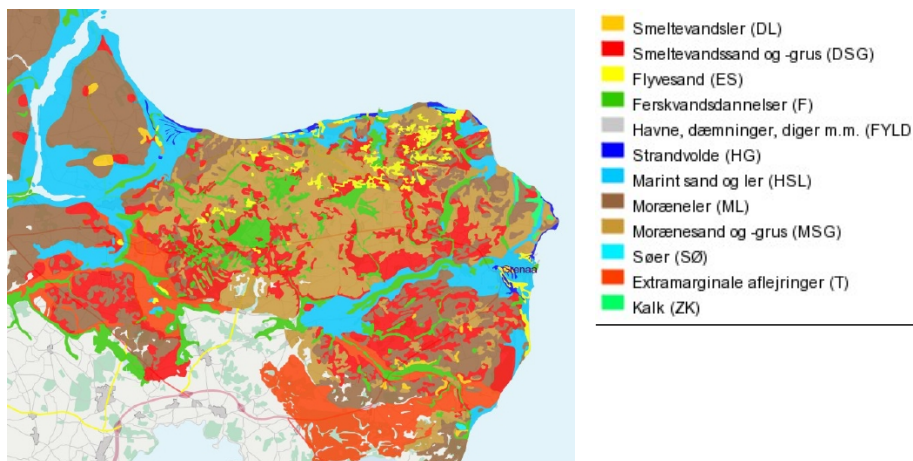 Smeltevandsler (DL)
Smeltevandssand og -grus (DSG)
Flyvesand (ES)
Ferskvandsdannelser (F)
Havne, dæmninger, diger m.m. (FYLD
Strandvolde (HG)
Marint sand og ler (HSL)
Moræneler (ML)
Morænesand og -grus (MSG)
Søer (SØ)
Extramarginale aflejringer (T)
Kalk (ZK)
Grenaa